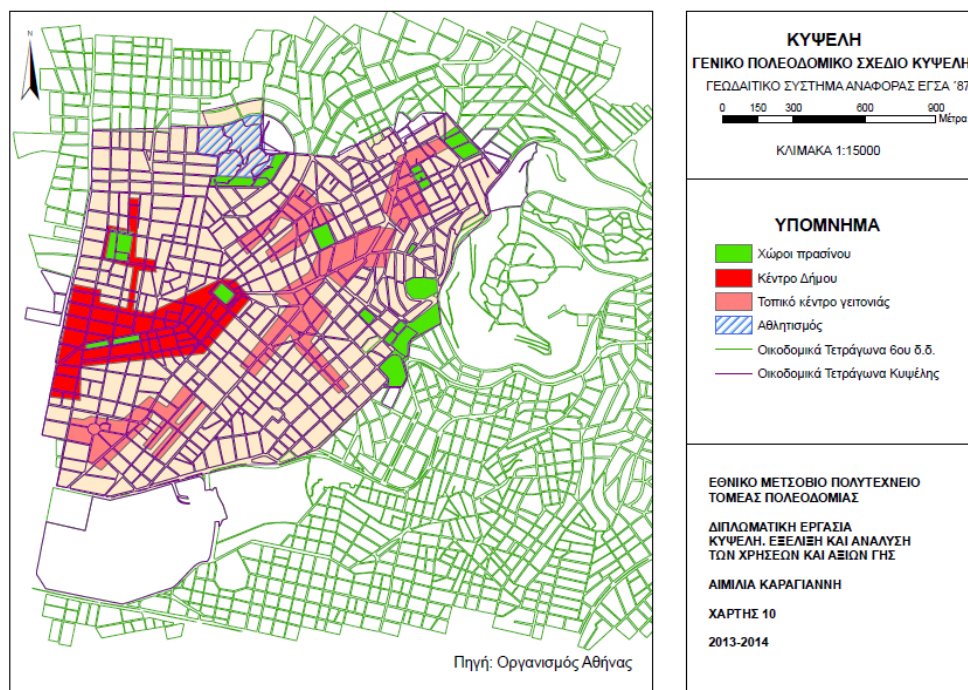 N
Πηγή: Οργανισμός Αθήνας
ΚΥΨΕΛΗ
ΓΕΝΙΚΟ ΠΟΛΕΟΔΟΜΙΚΟ ΣΧΕΔΙΟ ΚΥΨΕΛΗ
ΓΕΩΔΑΙΤΙΚΟ ΣΥΣΤΗΜΑ ΑΝΑΦΟΡΑΣ ΕΓΣΑ '87
0 150 300 600 900
Μέτρα
ΚΛΙΜΑΚΑ 1:15000
ΥΠΟΜΝΗΜΑ
Χώροι πρασίνου
Κέντρο Δήμου
Τοπικό κέντρο γειτονιάς
Αθλητισμός
Οικοδομικά Τετράγωνα 6ου δ.δ.
Οικοδομικά Τετράγωνα Κυψέλης
ΕΘΝΙΚΟ ΜΕΤΣΟΒΙΟ ΠΟΛΥΤΕΧΝΕΙΟ
ΤΟΜΕΑΣ ΠΟΛΕΟΔΟΜΙΑΣ
ΔΙΠΛΩΜΑΤΙΚΗ ΕΡΓΑΣΙΑ
ΚΥΨΕΛΗ. ΕΞΕΛΙΞΗ ΚΑΙ ΑΝΑΛΥΣΗ
ΤΩΝ ΧΡΗΣΕΩΝ ΚΑΙ ΑΞΙΩΝ ΓΗΣ
ΑΙΜΙΛΙΑ ΚΑΡΑΓΙΑΝΝΗ
ΧΑΡΤΗΣ 10
2013-2014